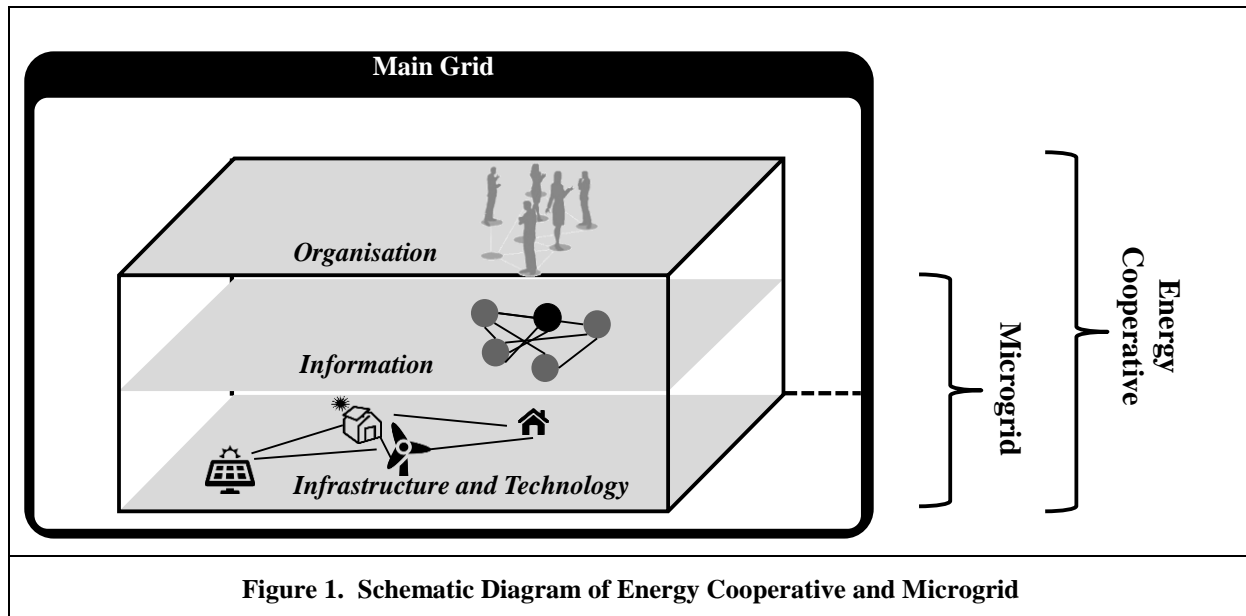 Main Grid
Organisation
Information
Infrastructure and Technology
Microgrid
Energy
Cooperative
Figure 1. Schematic Diagram of Energy Cooperative and Microgrid